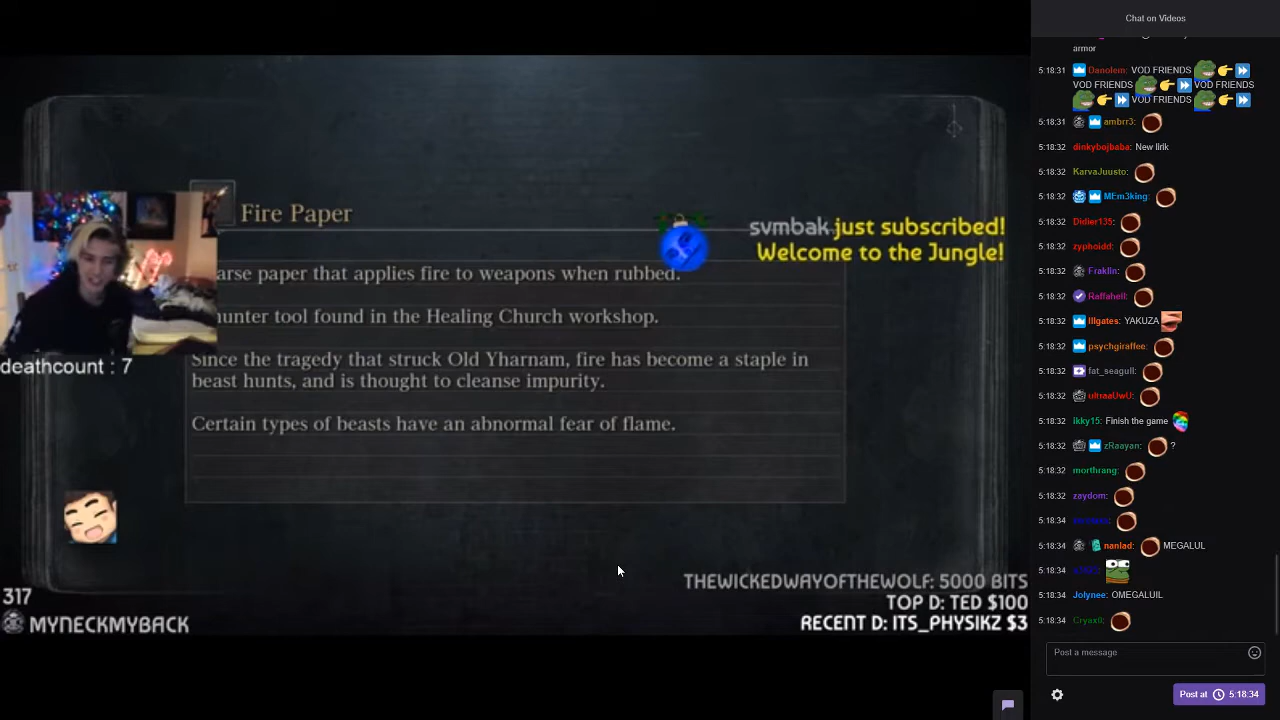 Fire Paper
arse paper that applies fire to weapons when rubbed.
hunter tool found in the Healing Church workshop.
Since the tragedy that struck Old Yharnam, fire has become a staple in
beast hunts, and is thought to cleanse impurity.
Certain types of beasts have an abnormal fear of flame.
svmbak just subscribed!
Welcome to the Jungle!
deathcount : 7
317
MYNECKMYBACK
THEWICKEDWAYOFTHEWOLF: 5000 BITS
TOP D: TED $100
RECENT D: ITS_PHYSIKZ $3
Chat on Videos
armor
5:18:31 Danolem: VOD FRIENDS
VOD FRIENDS VOD FRIENDS
VOD FRIENDS
5:18:31 ambrr3:
5:18:32 dinkybojbaba: New lirik
5:18:32 KarvaJuusto:
5:18:32 MEm3king:
5:18:32 Didier135:
5:18:32 zyphoidd:
5:18:32 Fraklin:
5:18:32 Raffahell:
5:18:32 Illgates: YAKUZA
5:18:32 psychgiraffee:
5:18:32 fat_seagull:
5:18:32 ultraaUwU:
5:18:32 ikky15: Finish the game
5:18:32 zRaayan: ?
5:18:32 morthrang:
5:18:32 zaydom:
5:18:34
5:18:34 nanlad: MEGALUL
5:18:34
5:18:34 Jolynee: OMEGALUIL
5:18:34 Cryax0:
Post a message
Post at 5:18:34